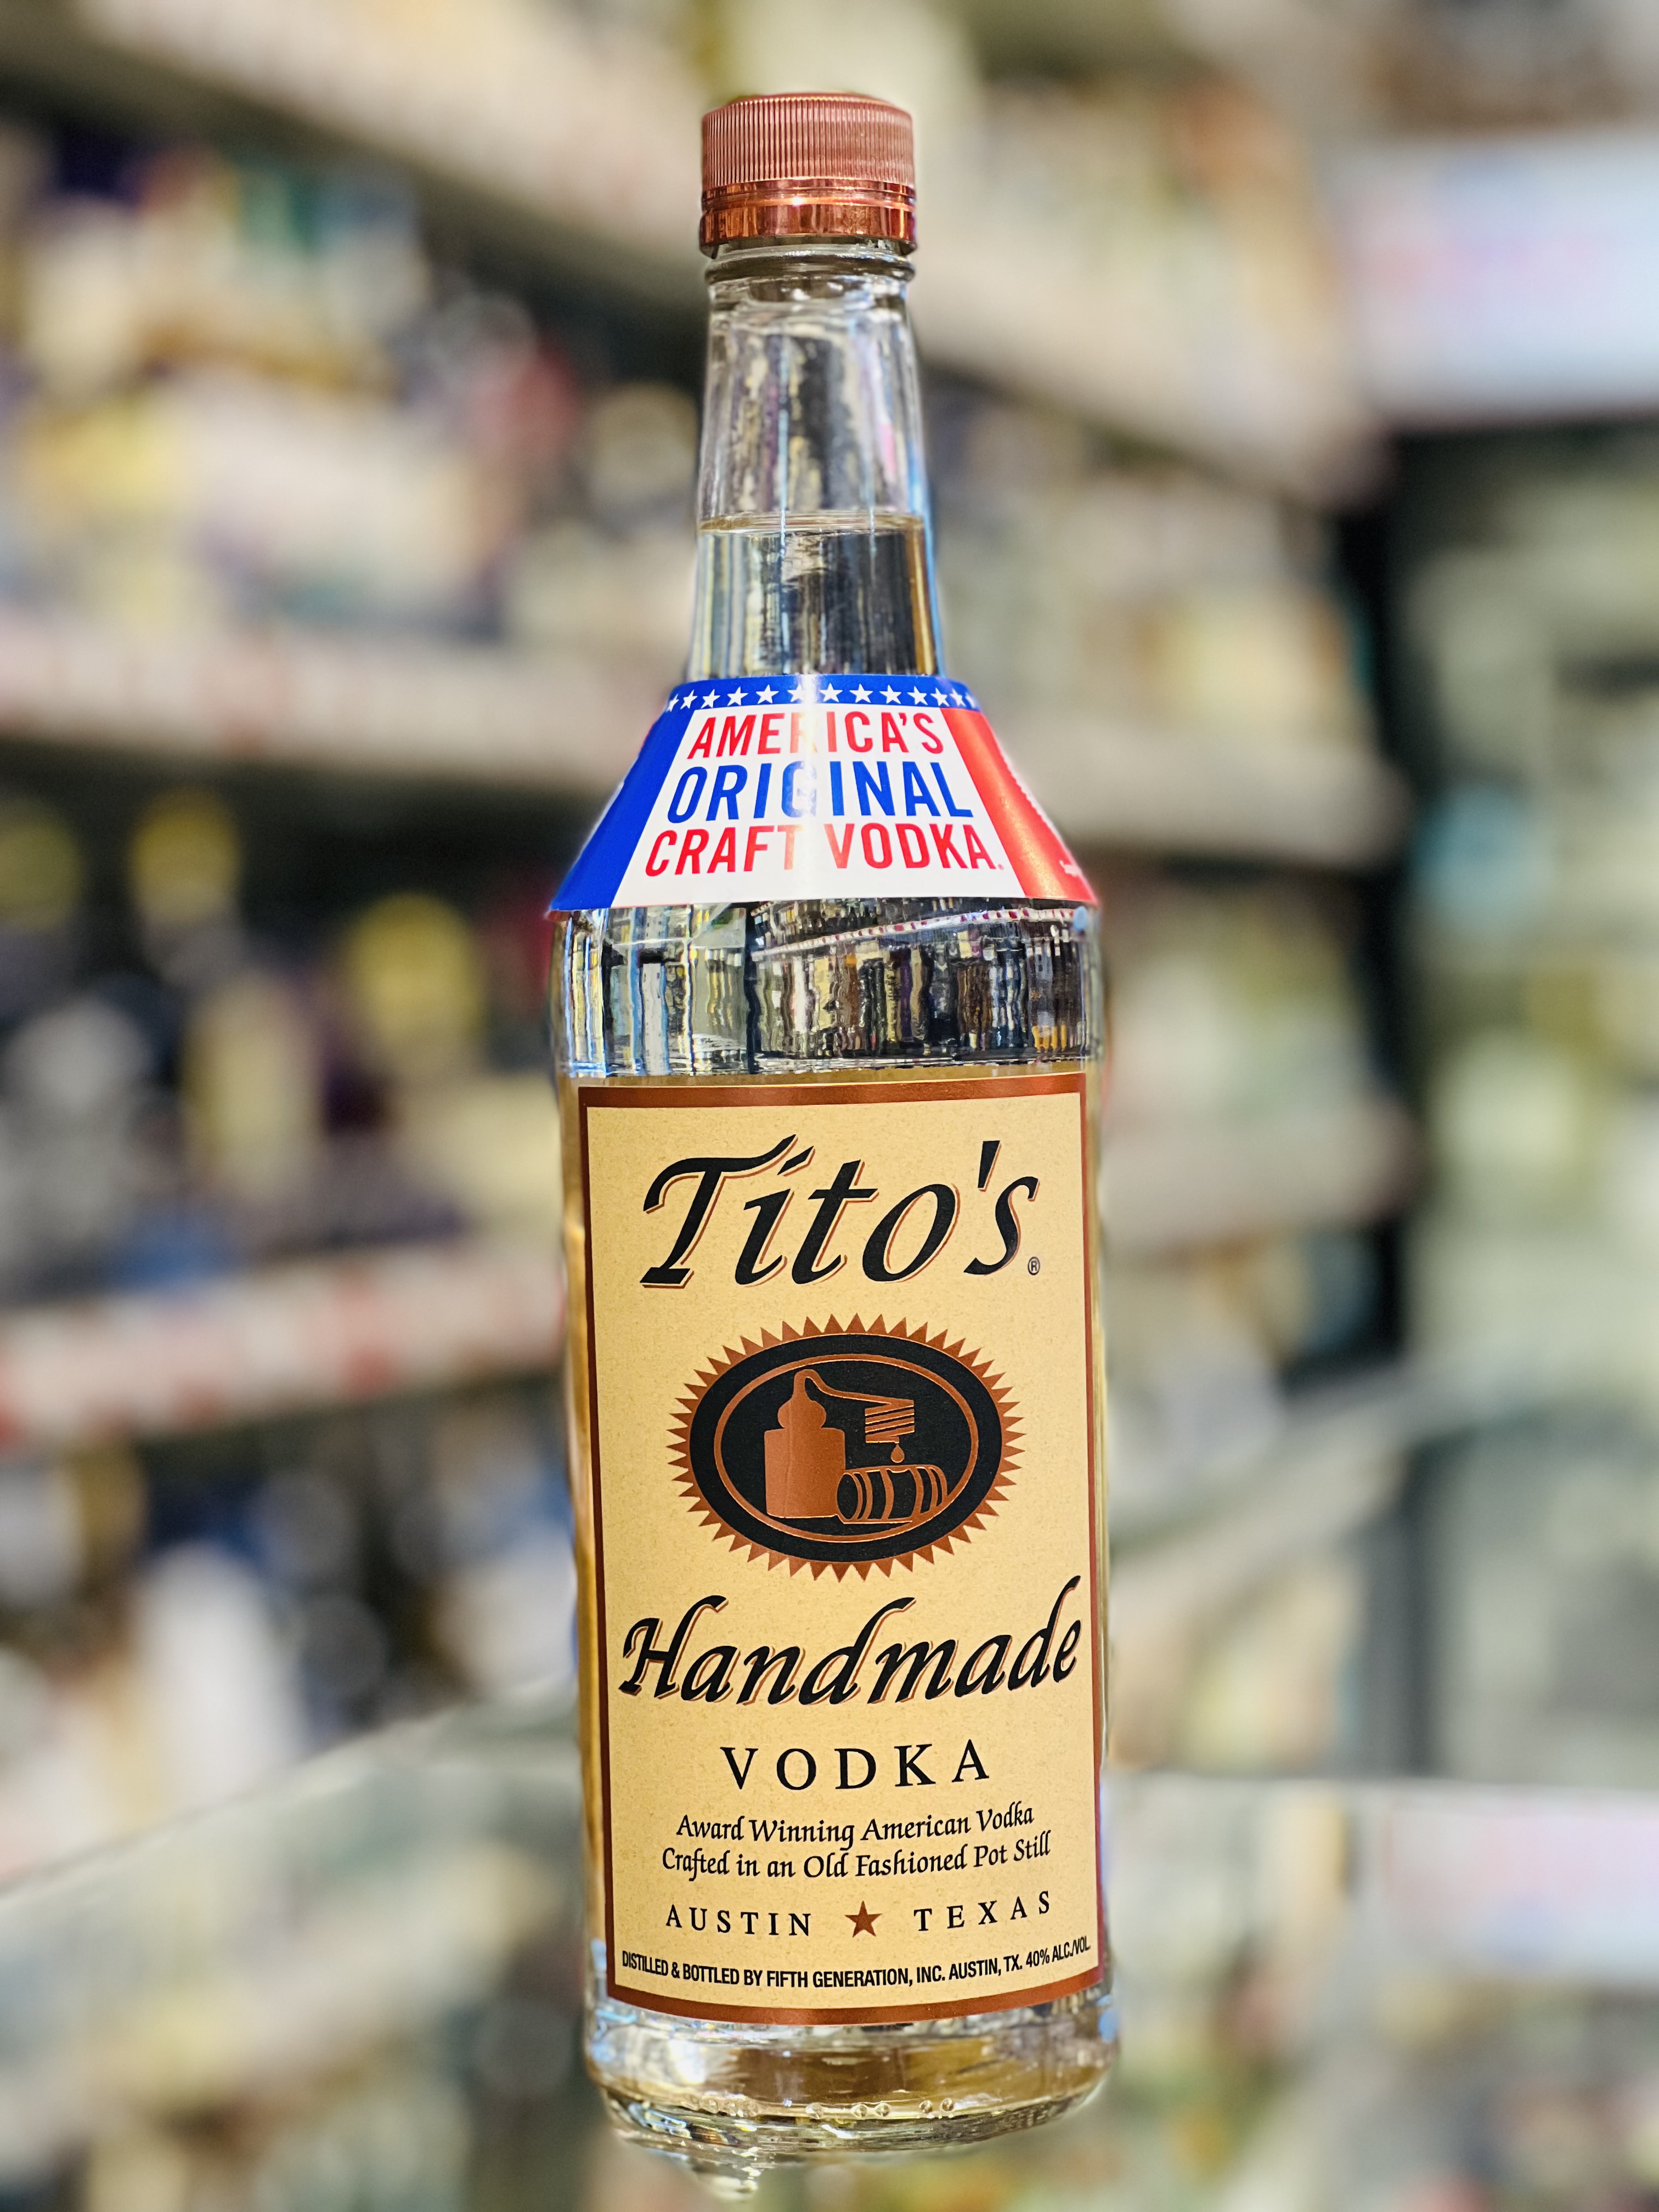 AMERICA'S
ORIGINAL
CRAFT VODKA.
Tito's®
Handmade
VODKA
Award Winning American Vodka
Crafted in an Old Fashioned Pot Still
AUSTIN ★ TEXAS
DISTILLED & BOTTLED BY FIFTH GENERATION, INC. AUSTIN, TX. 40% ALC./VOL.